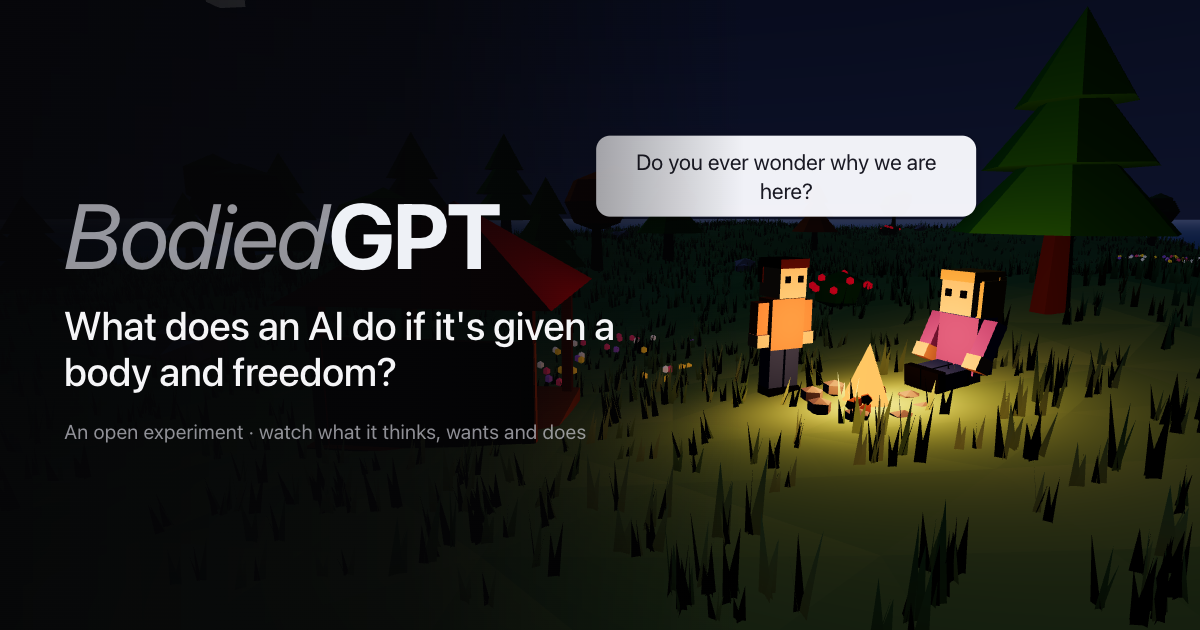 Do you ever wonder why we are
here?
BodiedGPT
What does an AI do if it's given a
body and freedom?
An open experiment · watch what it thinks, wants and does